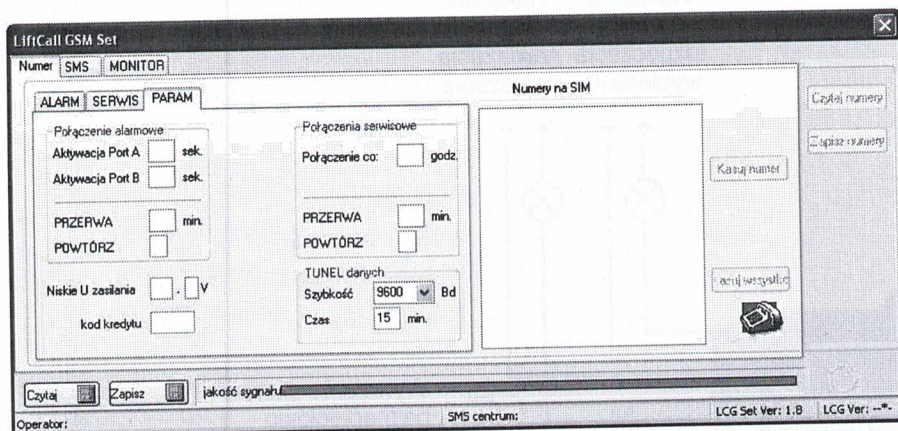 LiftCall GSM Set
Numer SMS MONITOR
ALARM SERWIS PARAM
Numery na SIM
Połączenie alarmowe
Aktywacja Port A sek.
Aktywacja Port B sek.
PRZERWA min.
POWTÓRZ
Niskie U zasilania . V
kod kredytu
Połączenia serwisowe
Połączenie co: godz.
PRZERWA min.
POWTÓRZ
TUNEL danych
Szybkość 9600 Bd
Czas 15 min.
Kasuj numer
Kasuj wszystko
Czytaj numery
Zapisz numery
Czytaj Zapisz jakość sygnału
Operator: SMS centrum: LCG Set Ver: 1.8 LCG Ver: --*-